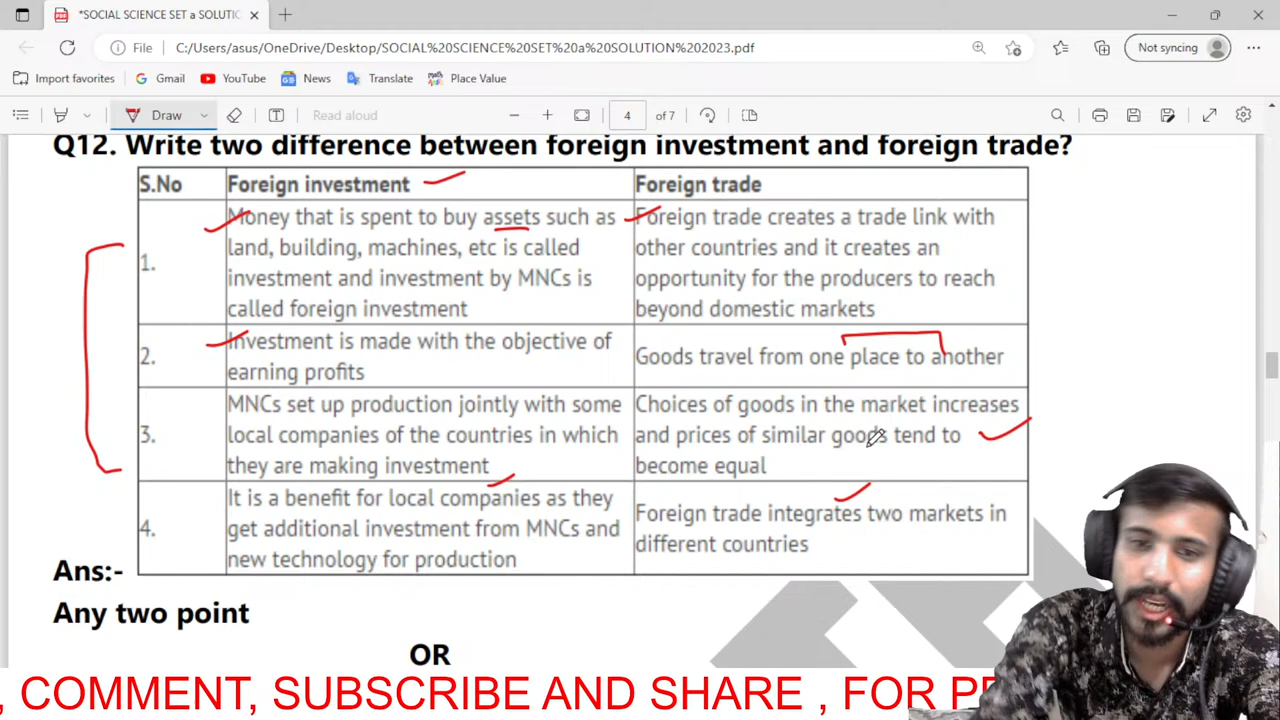 *SOCIAL SCIENCE SET a SOLUTIO
File C:/Users/asus/OneDrive/Desktop/SOCIAL%20SCIENCE%20SET%20a%20SOLUTION%202023.pdf Not syncing
Import favorites Gmail YouTube News Translate Place Value
Draw Read aloud 4 of 7
Q12. Write two difference between foreign investment and foreign trade?
S.No Foreign investment Foreign trade
1.
Money that is spent to buy assets such as
land, building, machines, etc is called
investment and investment by MNCs is
called foreign investment
Foreign trade creates a trade link with
other countries and it creates an
opportunity for the producers to reach
beyond domestic markets
2.
Investment is made with the objective of
earning profits
Goods travel from one place to another
3.
MNCs set up production jointly with some
local companies of the countries in which
they are making investment
Choices of goods in the market increases
and prices of similar goods tend to
become equal
4.
It is a benefit for local companies as they
get additional investment from MNCs and
new technology for production
Foreign trade integrates two markets in
different countries
Ans:-
Any two point
OR
, COMMENT, SUBSCRIBE AND SHARE , FOR